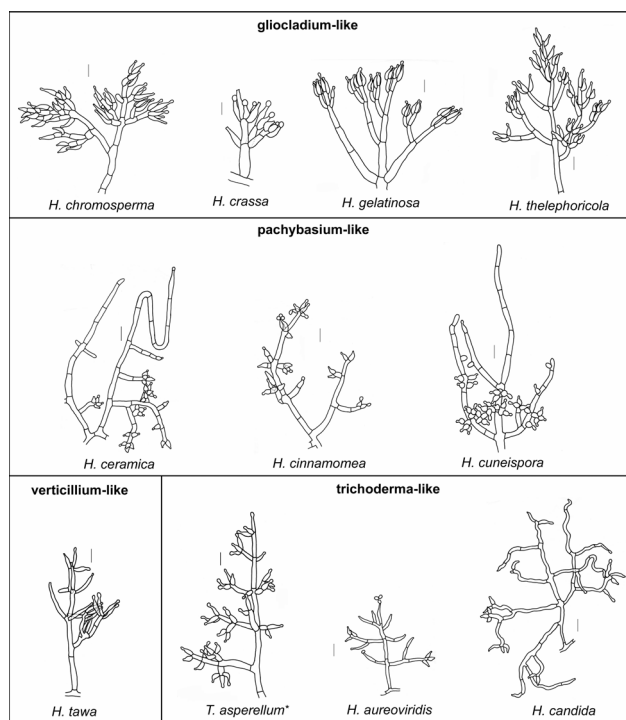 gliocladium-like
H. chromosperma
H. crassa
H. gelatinosa
H. thelephoricola
pachybasium-like
H. ceramica
H. cinnamomea
H. cuneispora
verticillium-like
trichoderma-like
H. tawa
T. asperellum*
H. aureoviridis
H. candida